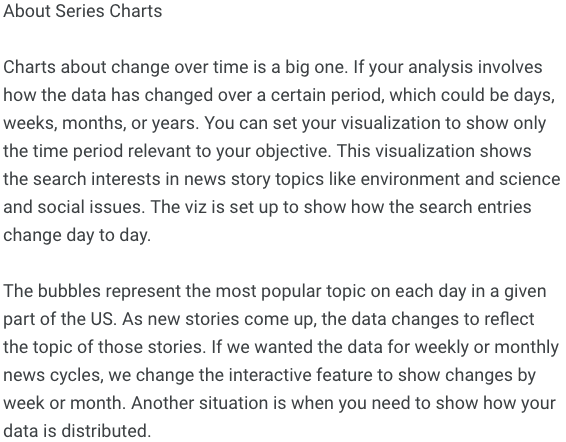 About Series Charts
Charts about change over time is a big one. If your analysis involves
how the data has changed over a certain period, which could be days,
weeks, months, or years. You can set your visualization to show only
the time period relevant to your objective. This visualization shows
the search interests in news story topics like environment and science
and social issues. The viz is set up to show how the search entries
change day to day.
The bubbles represent the most popular topic on each day in a given
part of the US. As new stories come up, the data changes to reflect
the topic of those stories. If we wanted the data for weekly or monthly
news cycles, we change the interactive feature to show changes by
week or month. Another situation is when you need to show how your
data is distributed.